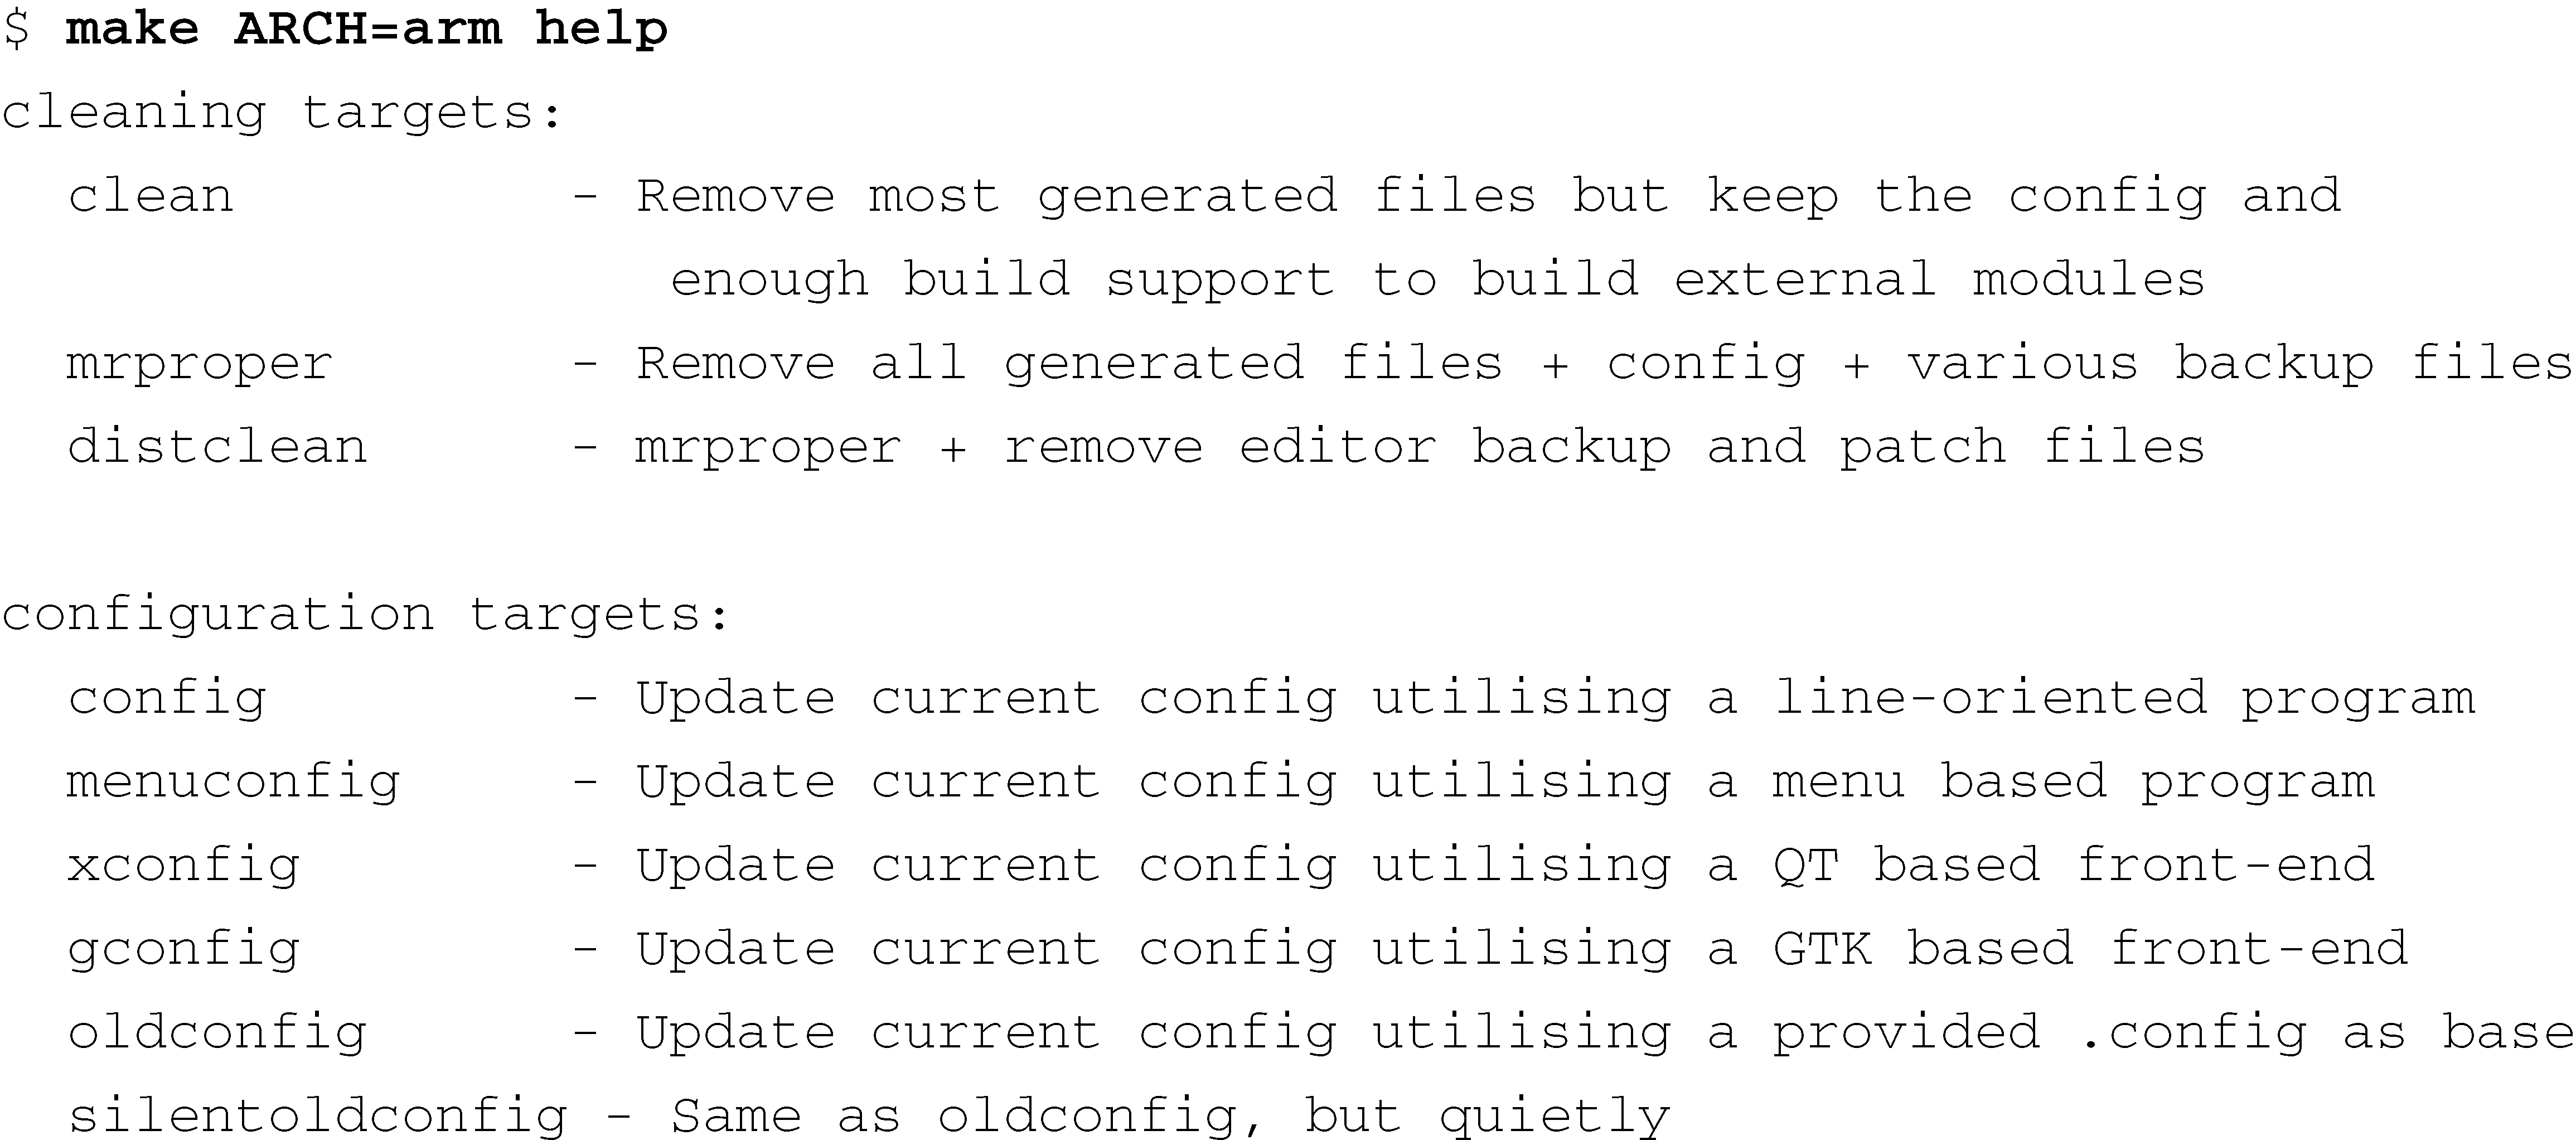 $ make ARCH=arm help
cleaning targets:
  clean           - Remove most generated files but keep the config and
                     enough build support to build external modules
  mrproper        - Remove all generated files + config + various backup files
  distclean       - mrproper + remove editor backup and patch files

configuration targets:
  config          - Update current config utilising a line-oriented program
  menuconfig      - Update current config utilising a menu based program
  xconfig         - Update current config utilising a QT based front-end
  gconfig         - Update current config utilising a GTK based front-end
  oldconfig       - Update current config utilising a provided .config as base
  silentoldconfig - Same as oldconfig, but quietly